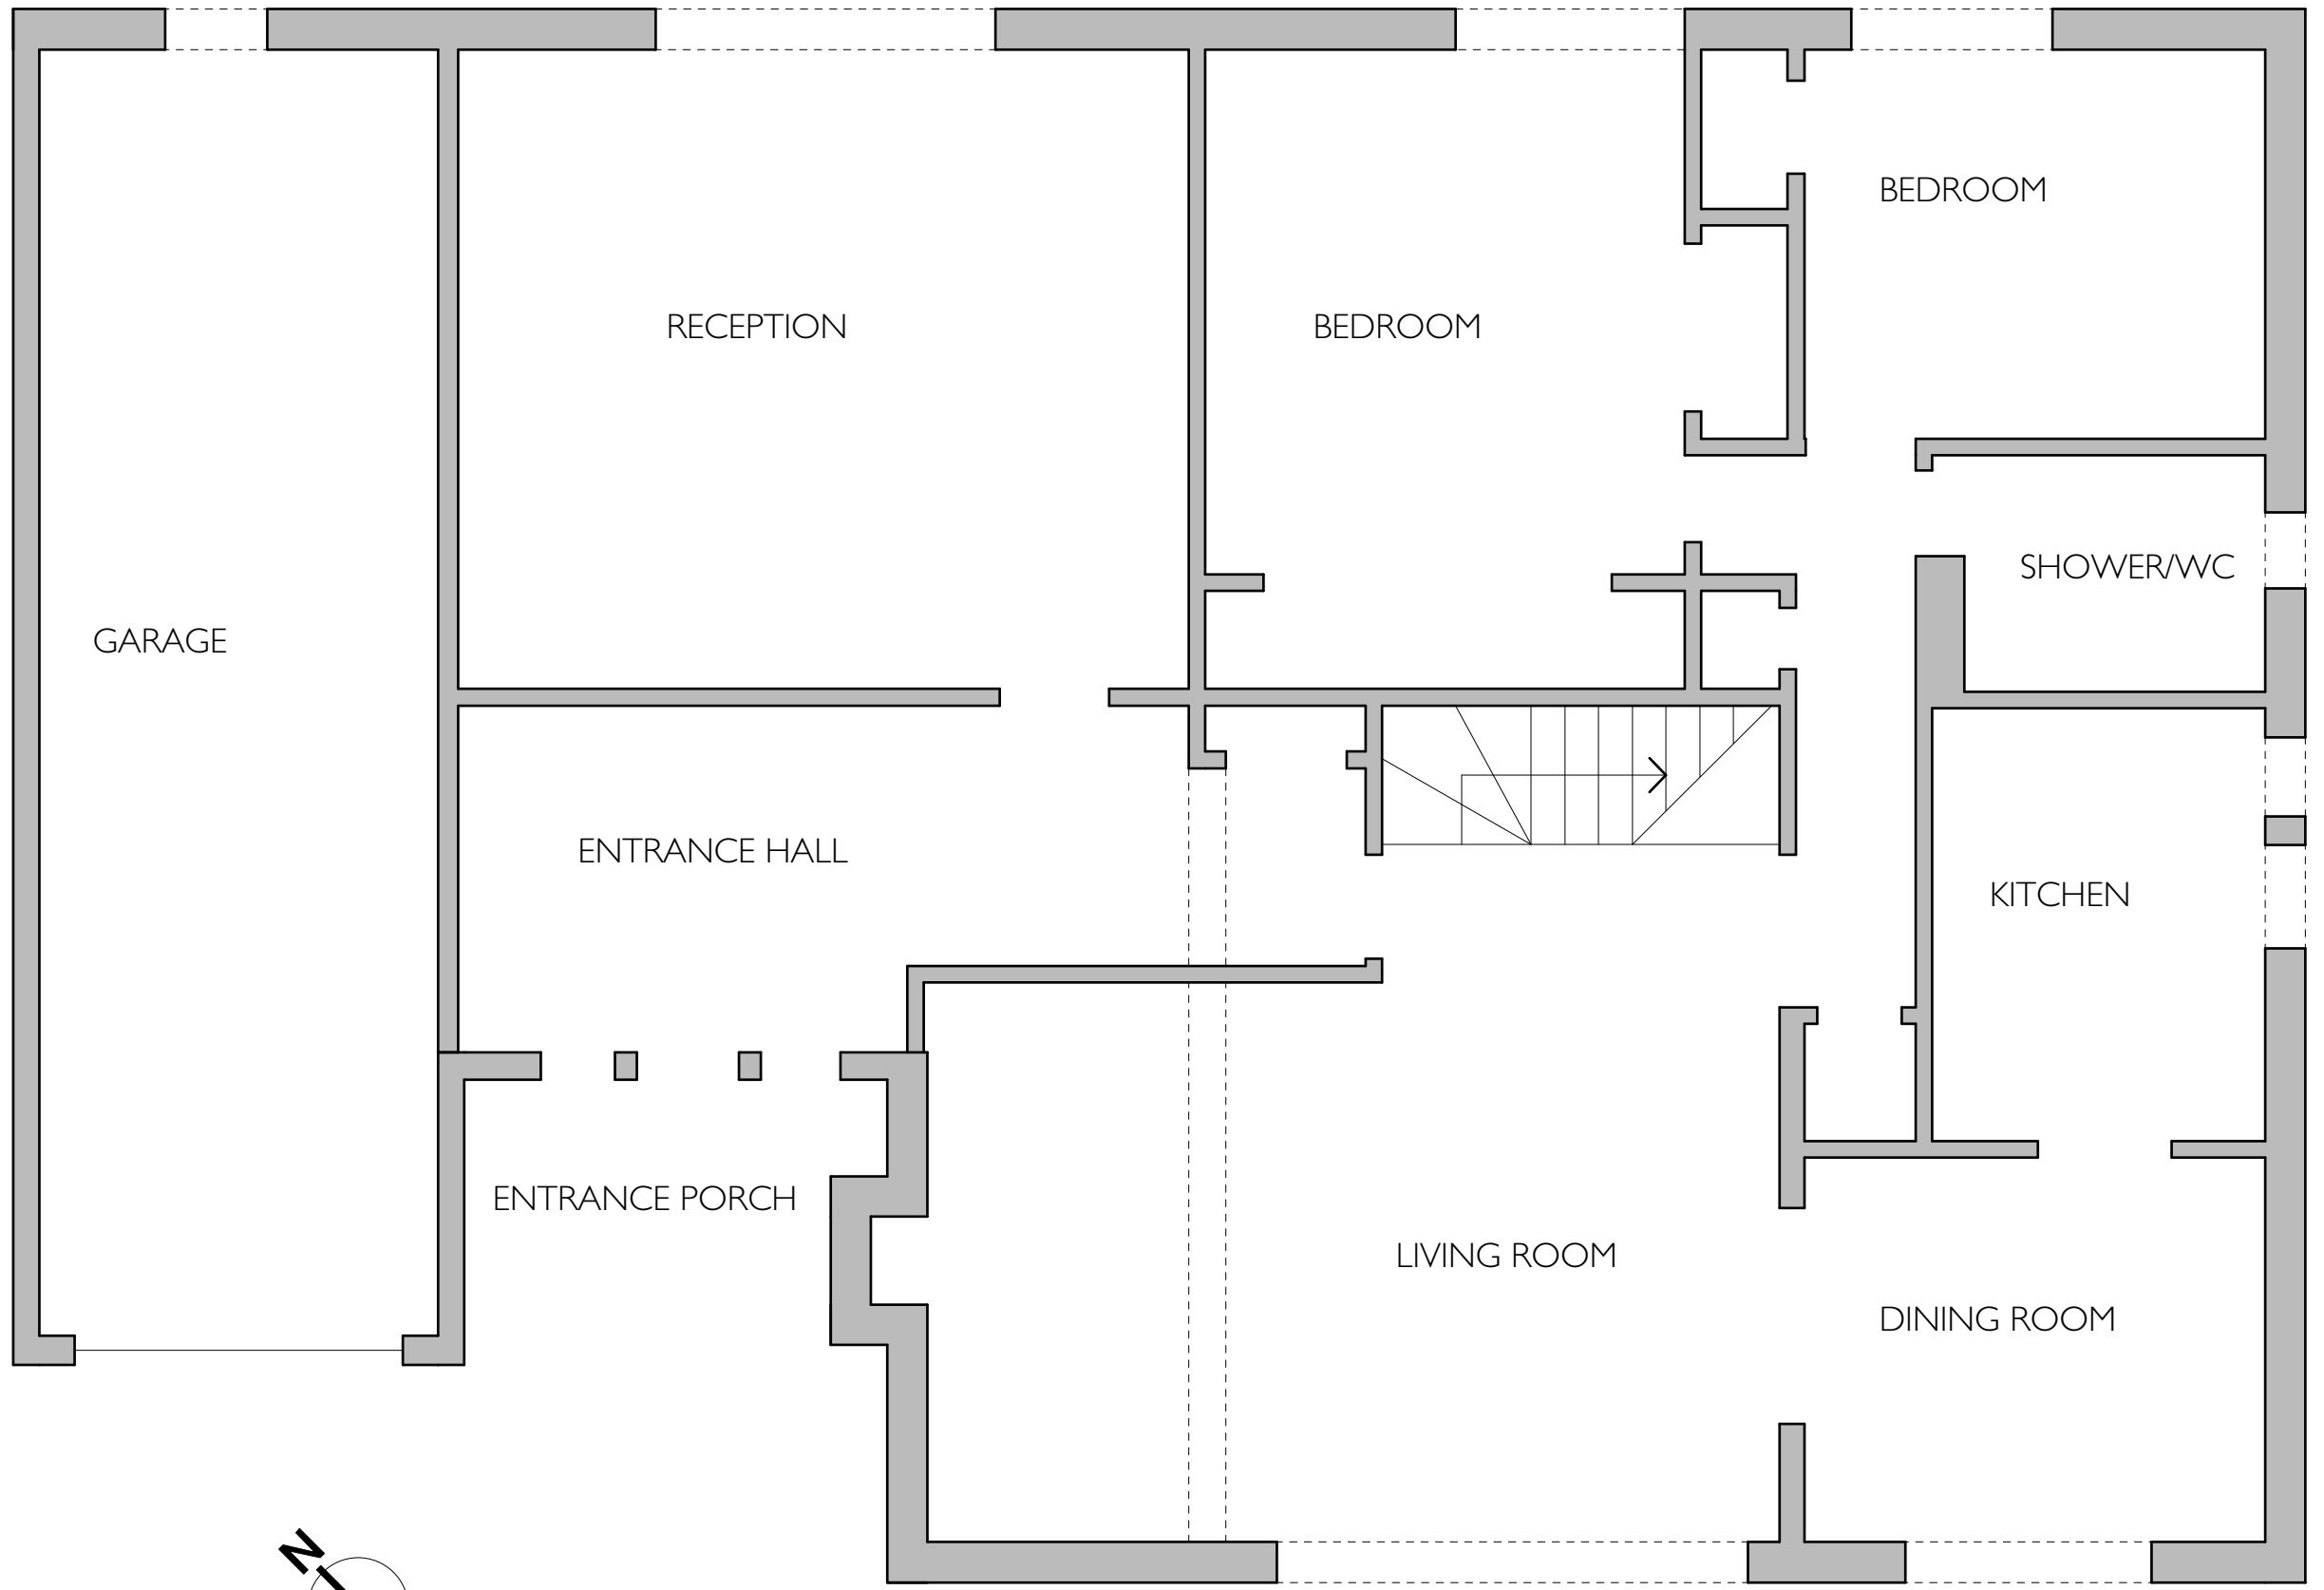 BEDROOM
RECEPTION
BEDROOM
SHOWER/WC
GARAGE
ENTRANCE HALL
KITCHEN
ENTRANCE PORCH
LIVING ROOM
DINING ROOM
N